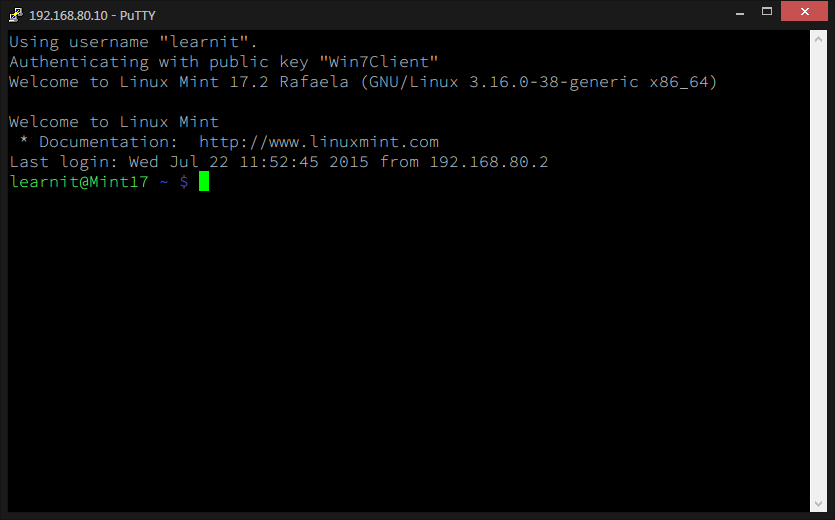 192.168.80.10 - PuTTY
Using username "learnit".
Authenticating with public key "Win7Client"
Welcome to Linux Mint 17.2 Rafaela (GNU/Linux 3.16.0-38-generic x86_64)
Welcome to Linux Mint
* Documentation:  http://www.linuxmint.com
Last login: Wed Jul 22 11:52:45 2015 from 192.168.80.2
learnit@Mint17 ~ $